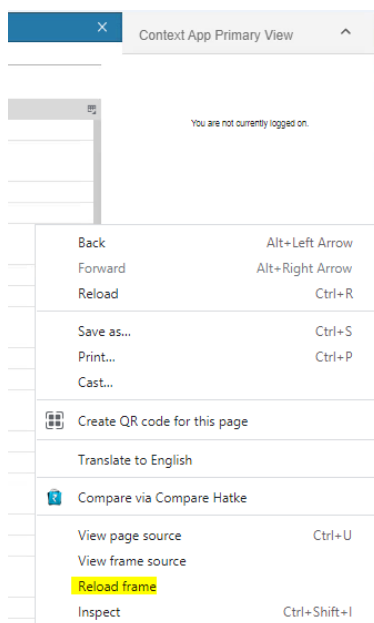 Context App Primary View
You are not currently logged on.
Back Alt+Left Arrow
Forward Alt+Right Arrow
Reload Ctrl+R
Save as... Ctrl+S
Print... Ctrl+P
Cast...
Create QR code for this page
Translate to English
Compare via Compare Hatke
View page source Ctrl+U
View frame source
Reload frame
Inspect Ctrl+Shift+I